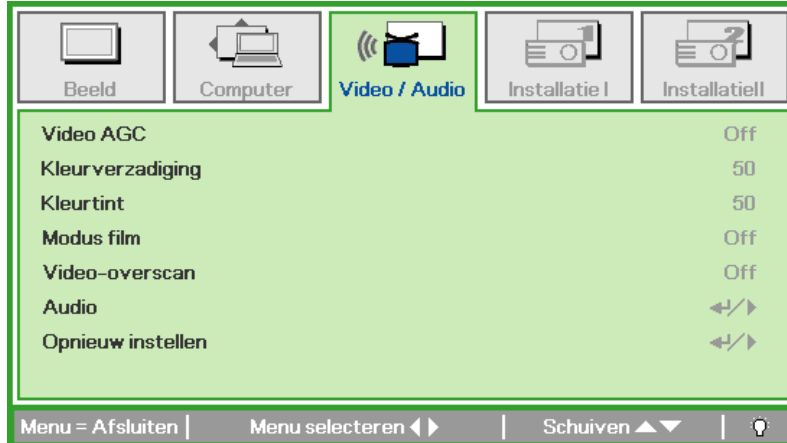 Beeld Computer Video / Audio Installatie I InstallatieII
Video AGC Off
Kleurverzadiging 50
Kleurtint 50
Modus film Off
Video-overscan Off
Audio
Opnieuw instellen
Menu = Afsluiten | Menu selecteren | Schuiven |